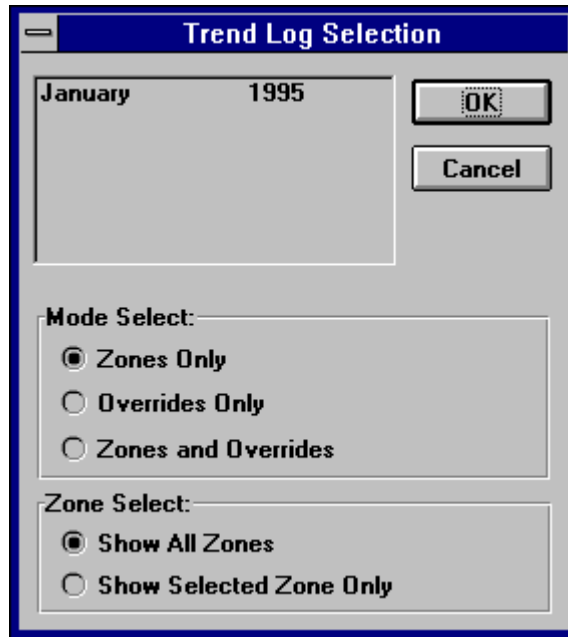 Trend Log Selection
January 1995
OK
Cancel
Mode Select:
Zones Only
Overrides Only
Zones and Overrides
Zone Select:
Show All Zones
Show Selected Zone Only